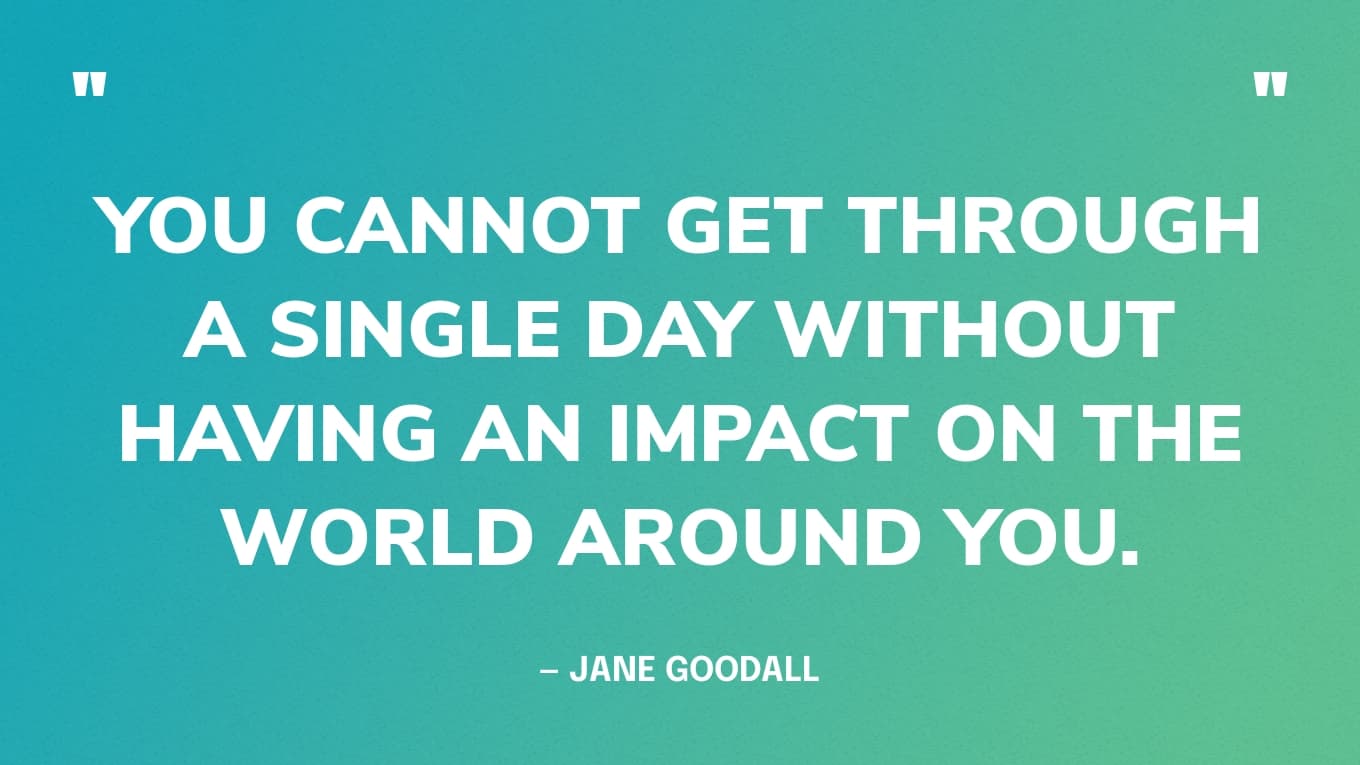 " "
YOU CANNOT GET THROUGH
A SINGLE DAY WITHOUT
HAVING AN IMPACT ON THE
WORLD AROUND YOU.
– JANE GOODALL